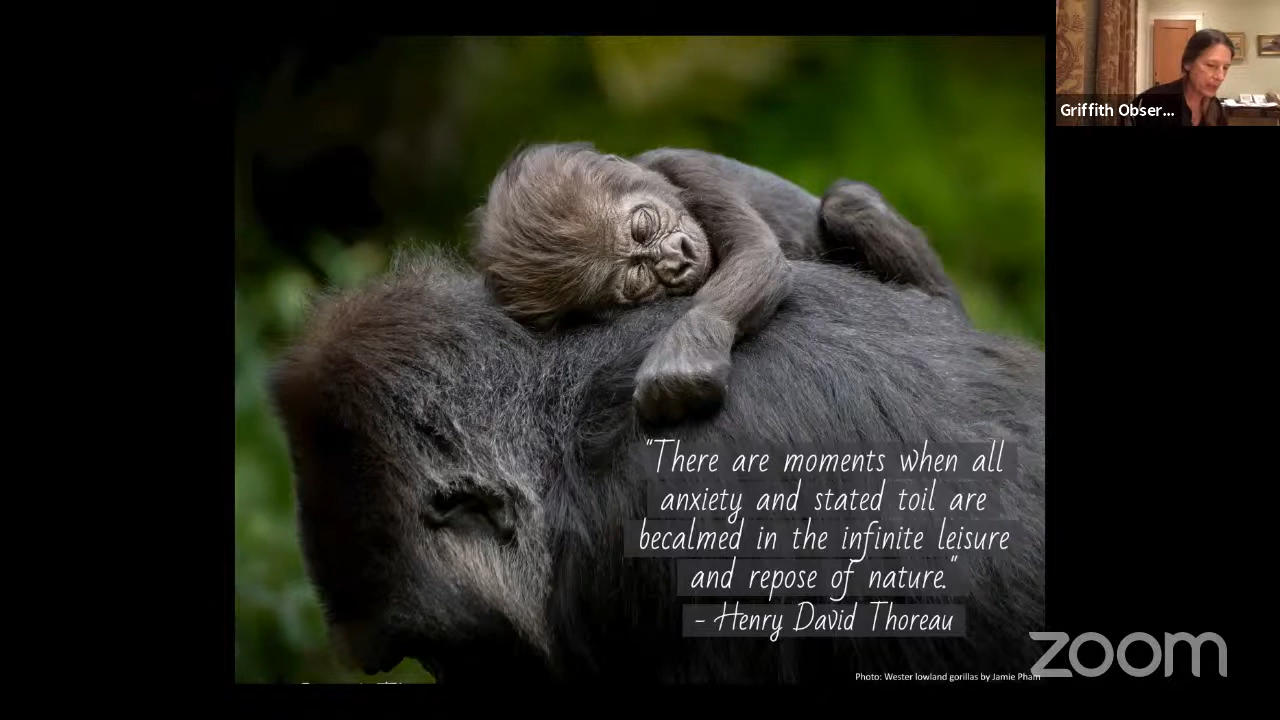 Griffith Obser...
"There are moments when all
anxiety and stated toil are
becalmed in the infinite leisure
and repose of nature."
- Henry David Thoreau
Photo: Wester lowland gorillas by Jamie Pham
zoom